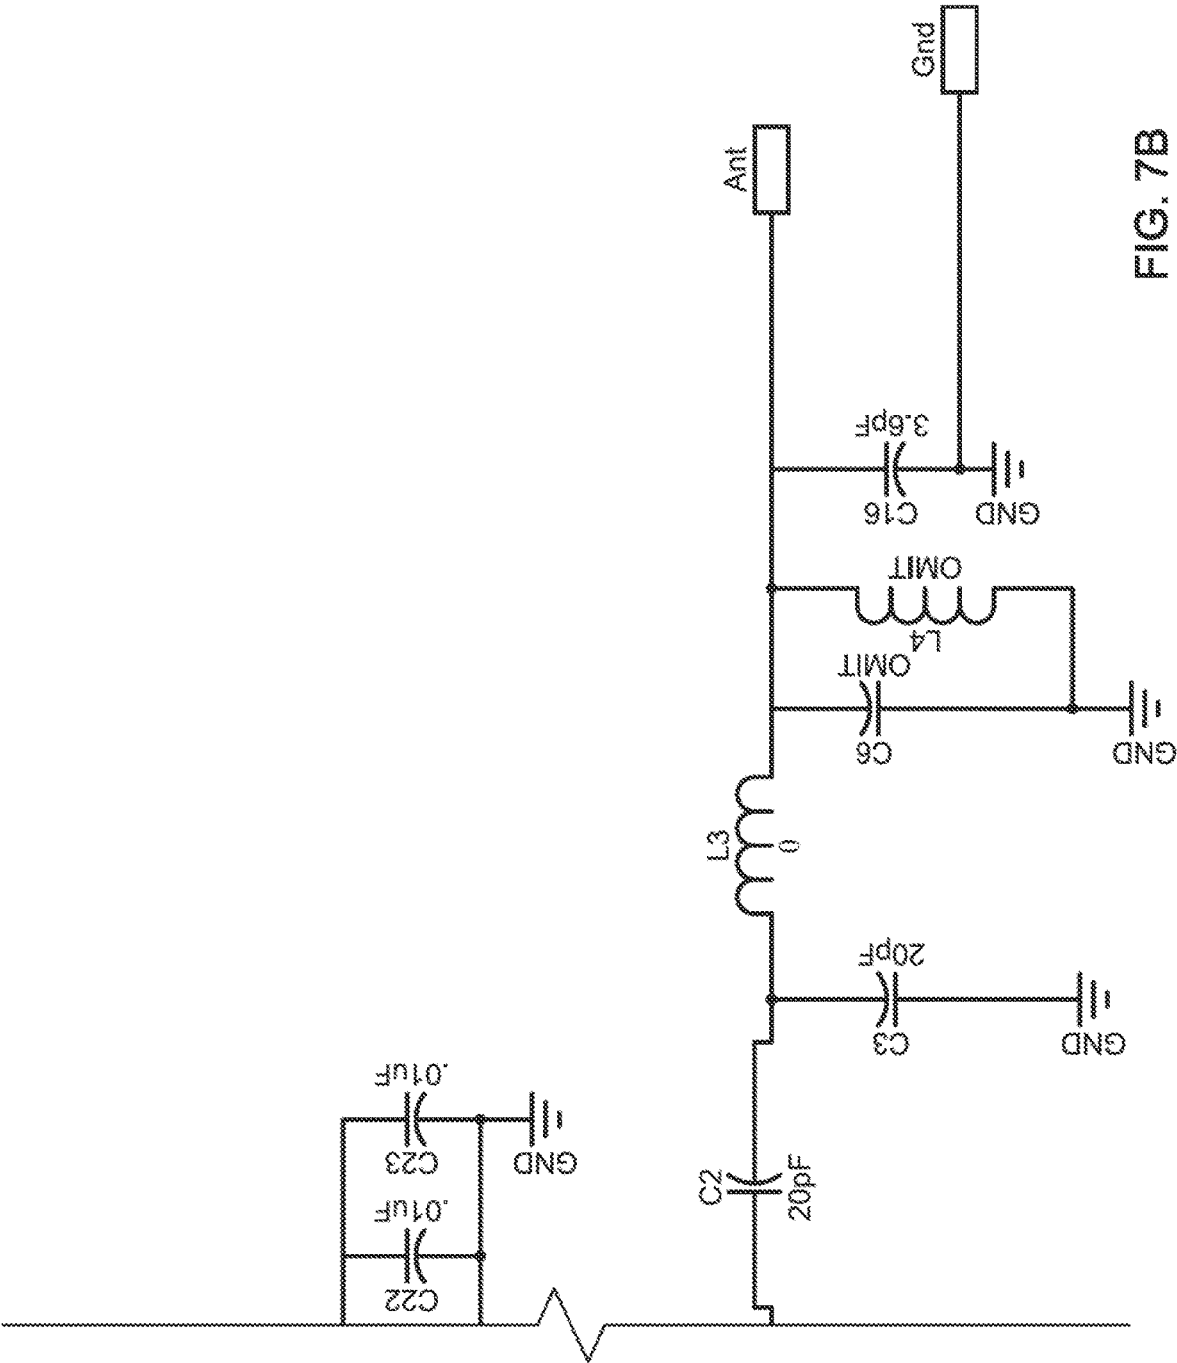 Gnd
Ant
FIG. 7B
3.6pF
C16
GND
OMIT
L4
OMIT
C6
GND
L3
0
20pF
C3
GND
.01uF
C23
GND
C2
20pF
.01uF
C22